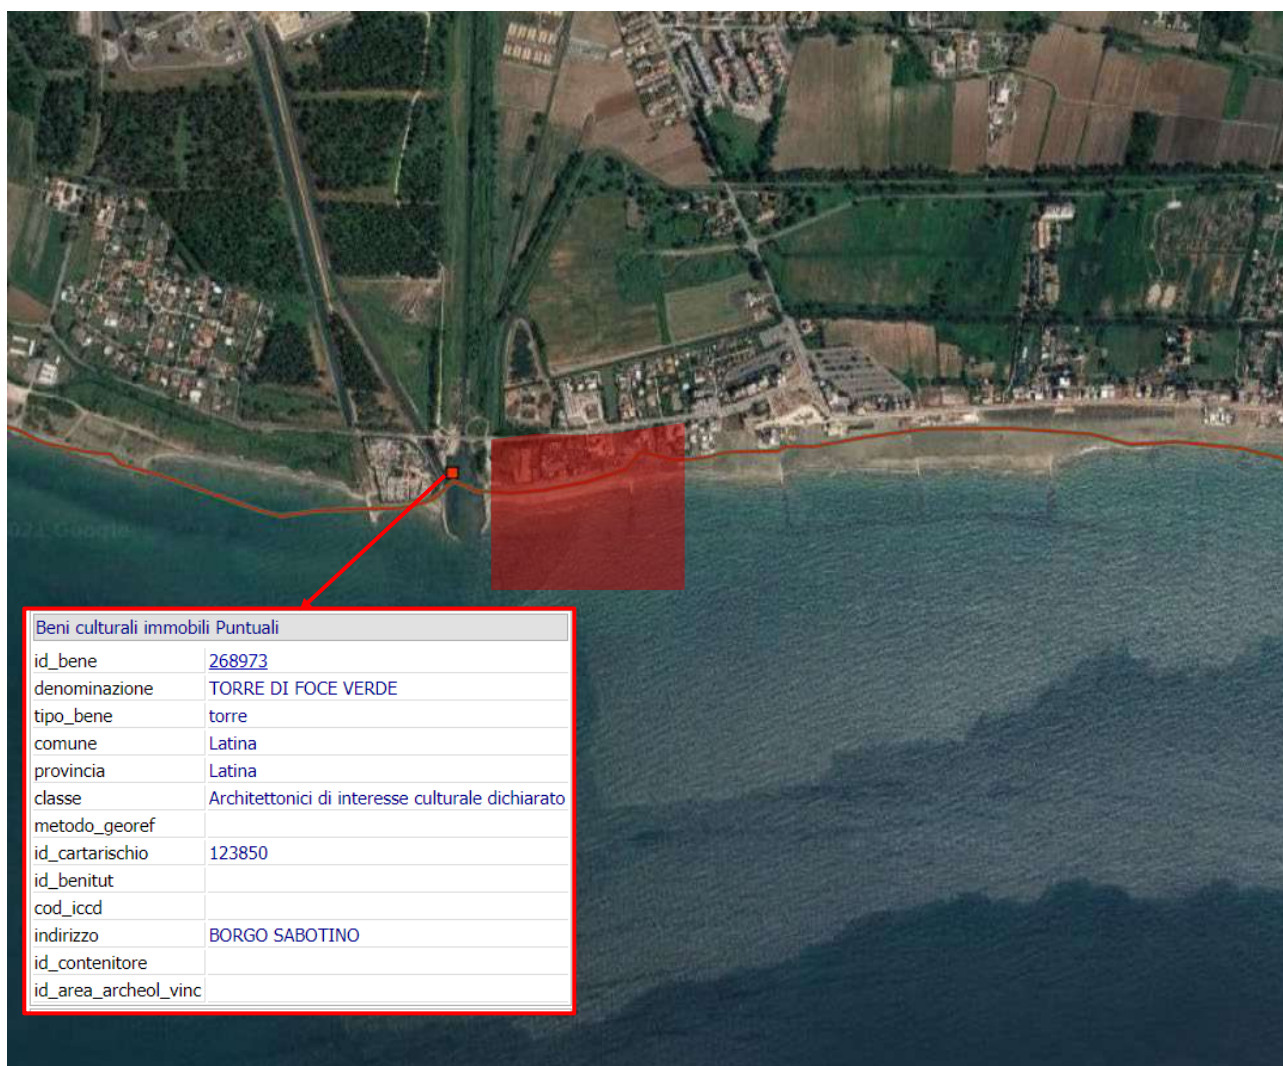 Beni culturali immobili Puntuali
id_bene 268973
denominazione TORRE DI FOCE VERDE
tipo_bene torre
comune Latina
provincia Latina
classe Architettonici di interesse culturale dichiarato
metodo_georef
id_cartarischio 123850
id_benitut
cod_iccd
indirizzo BORGO SABOTINO
id_contenitore
id_area_archeol_vinc